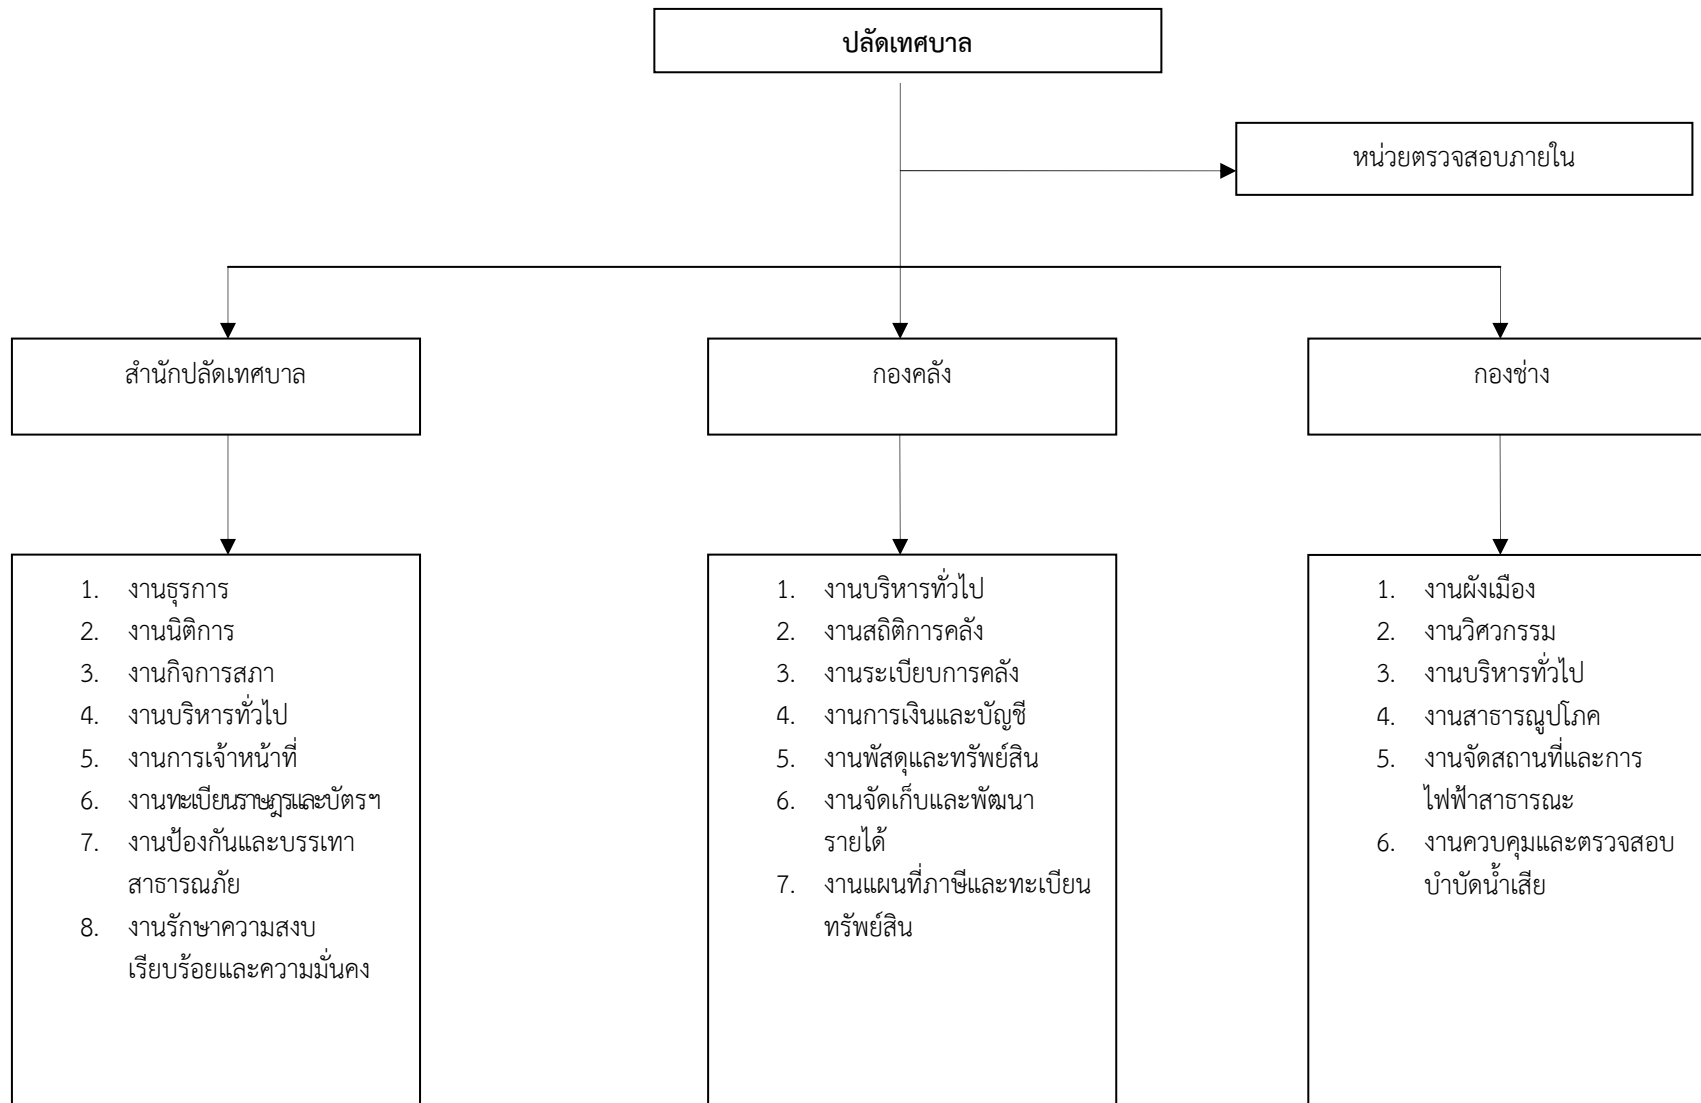 ปลัดเทศบาล
หน่วยตรวจสอบภายใน
สำนักปลัดเทศบาล
กองคลัง
กองช่าง
1. งานธุรการ
2. งานนิติการ
3. งานกิจการสภา
4. งานบริหารทั่วไป
5. งานการเจ้าหน้าที่
6. งานทะเบียนราษฎรและบัตรฯ
7. งานป้องกันและบรรเทา
สาธารณภัย
8. งานรักษาความสงบ
เรียบร้อยและความมั่นคง
1. งานบริหารทั่วไป
2. งานสถิติการคลัง
3. งานระเบียบการคลัง
4. งานการเงินและบัญชี
5. งานพัสดุและทรัพย์สิน
6. งานจัดเก็บและพัฒนา
รายได้
7. งานแผนที่ภาษีและทะเบียน
ทรัพย์สิน
1. งานผังเมือง
2. งานวิศวกรรม
3. งานบริหารทั่วไป
4. งานสาธารณูปโภค
5. งานจัดสถานที่และการ
ไฟฟ้าสาธารณะ
6. งานควบคุมและตรวจสอบ
บำบัดน้ำเสีย